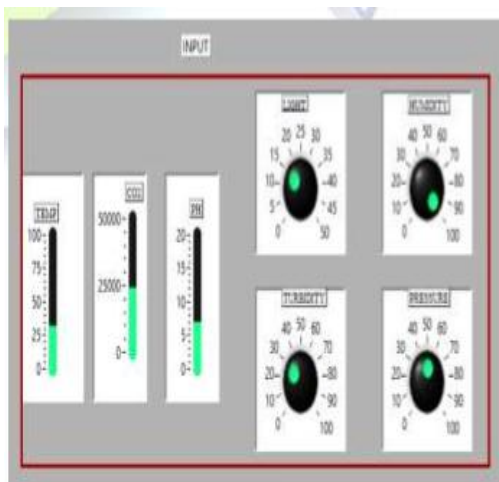 INPUT
LIGHT
20 25 30
15 35
10 40
5 45
0 50
HUMIDITY
40 50 60
30 70
20 80
10 90
0 100
TEMP
100
75
50
25
0
CO2
50000
25000
0
PH
20
15
10
5
0
TURBIDITY
40 50 60
30 70
20 80
10 90
0 100
PRESSURE
40 50 60
30 70
20 80
10 90
0 100